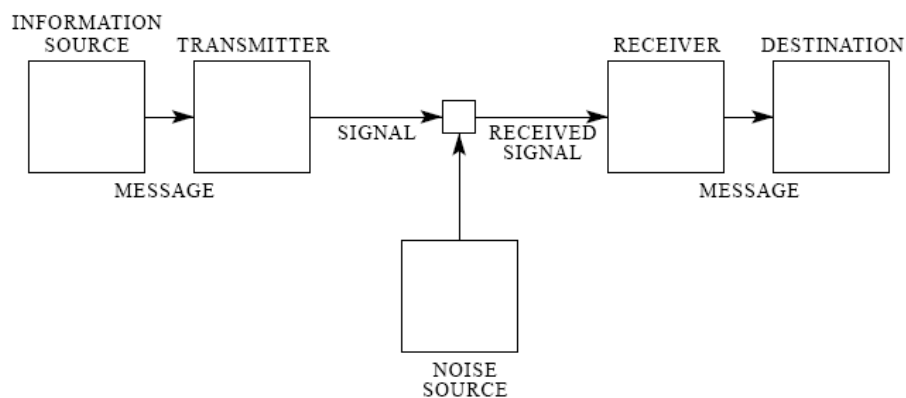 INFORMATION
SOURCE
TRANSMITTER
RECEIVER
DESTINATION
SIGNAL
RECEIVED
SIGNAL
MESSAGE
MESSAGE
NOISE
SOURCE